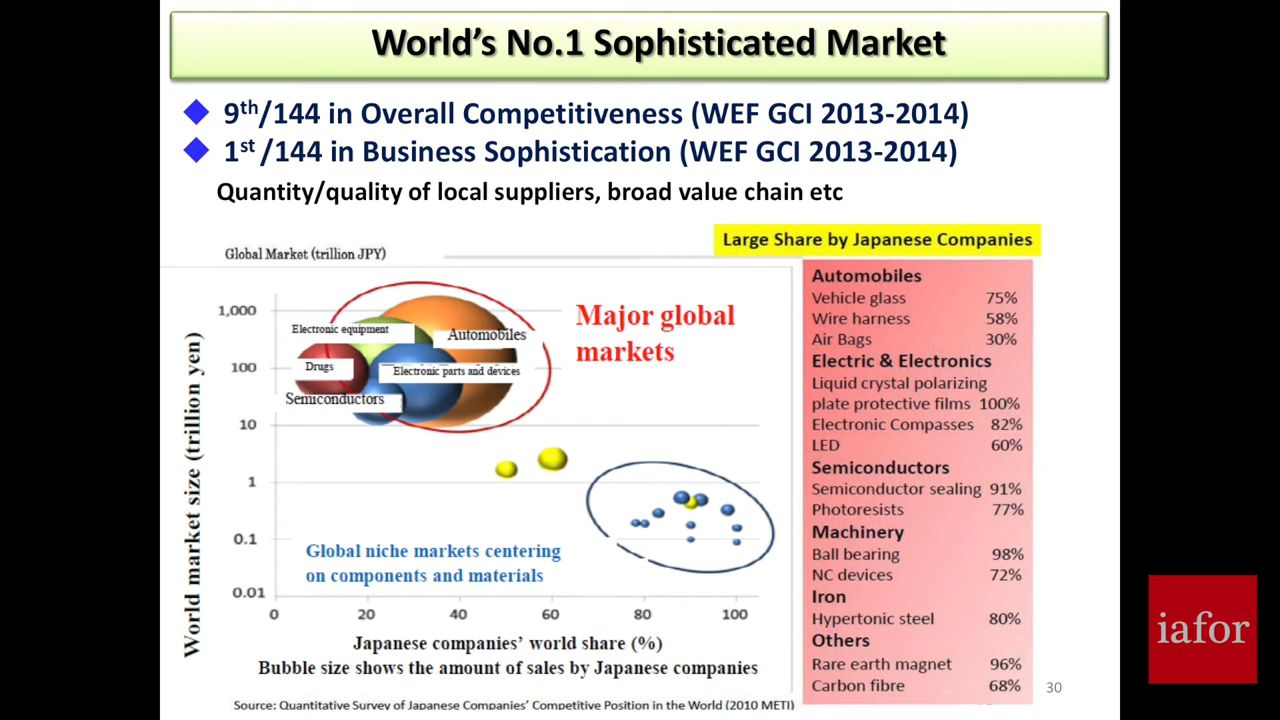 World's No.1 Sophisticated Market
9th/144 in Overall Competitiveness (WEF GCI 2013-2014)
1st /144 in Business Sophistication (WEF GCI 2013-2014)
Quantity/quality of local suppliers, broad value chain etc
Global Market (trillion JPY)
World market size (trillion yen)
1,000
100
10
1
0.1
0.01
0 20 40 60 80 100
Electronic equipment
Automobiles
Drugs
Electronic parts and devices
Semiconductors
Major global
markets
Global niche markets centering
on components and materials
Japanese companies' world share (%)
Bubble size shows the amount of sales by Japanese companies
Large Share by Japanese Companies
Automobiles
Vehicle glass 75%
Wire harness 58%
Air Bags 30%
Electric & Electronics
Liquid crystal polarizing
plate protective films 100%
Electronic Compasses 82%
LED 60%
Semiconductors
Semiconductor sealing 91%
Photoresists 77%
Machinery
Ball bearing 98%
NC devices 72%
Iron
Hypertonic steel 80%
Others
Rare earth magnet 96%
Carbon fibre 68%
Source: Quantitative Survey of Japanese Companies' Competitive Position in the World (2010 METI)
30
iafor